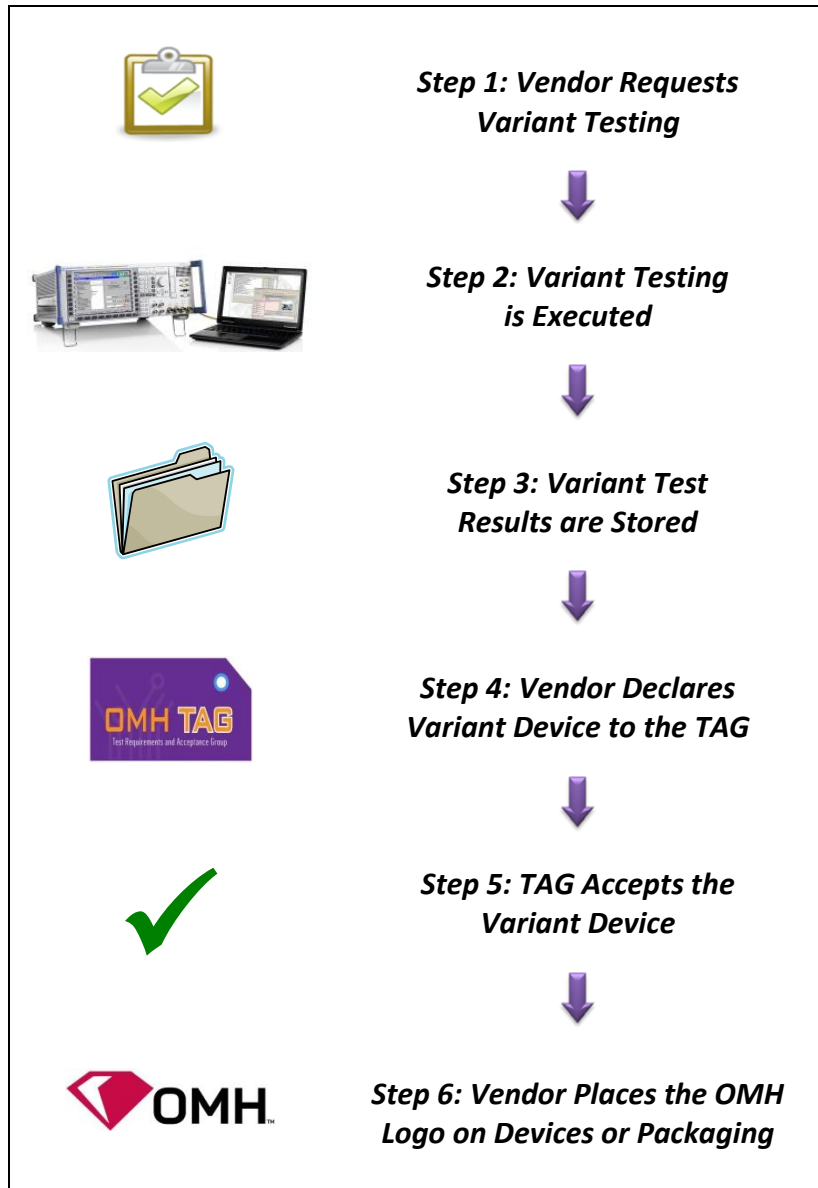 Step 1: Vendor Requests
Variant Testing
Step 2: Variant Testing
is Executed
Step 3: Variant Test
Results are Stored
OMH TAG
Test Requirements and Acceptance Group
Step 4: Vendor Declares
Variant Device to the TAG
Step 5: TAG Accepts the
Variant Device
OMH™
Step 6: Vendor Places the OMH
Logo on Devices or Packaging